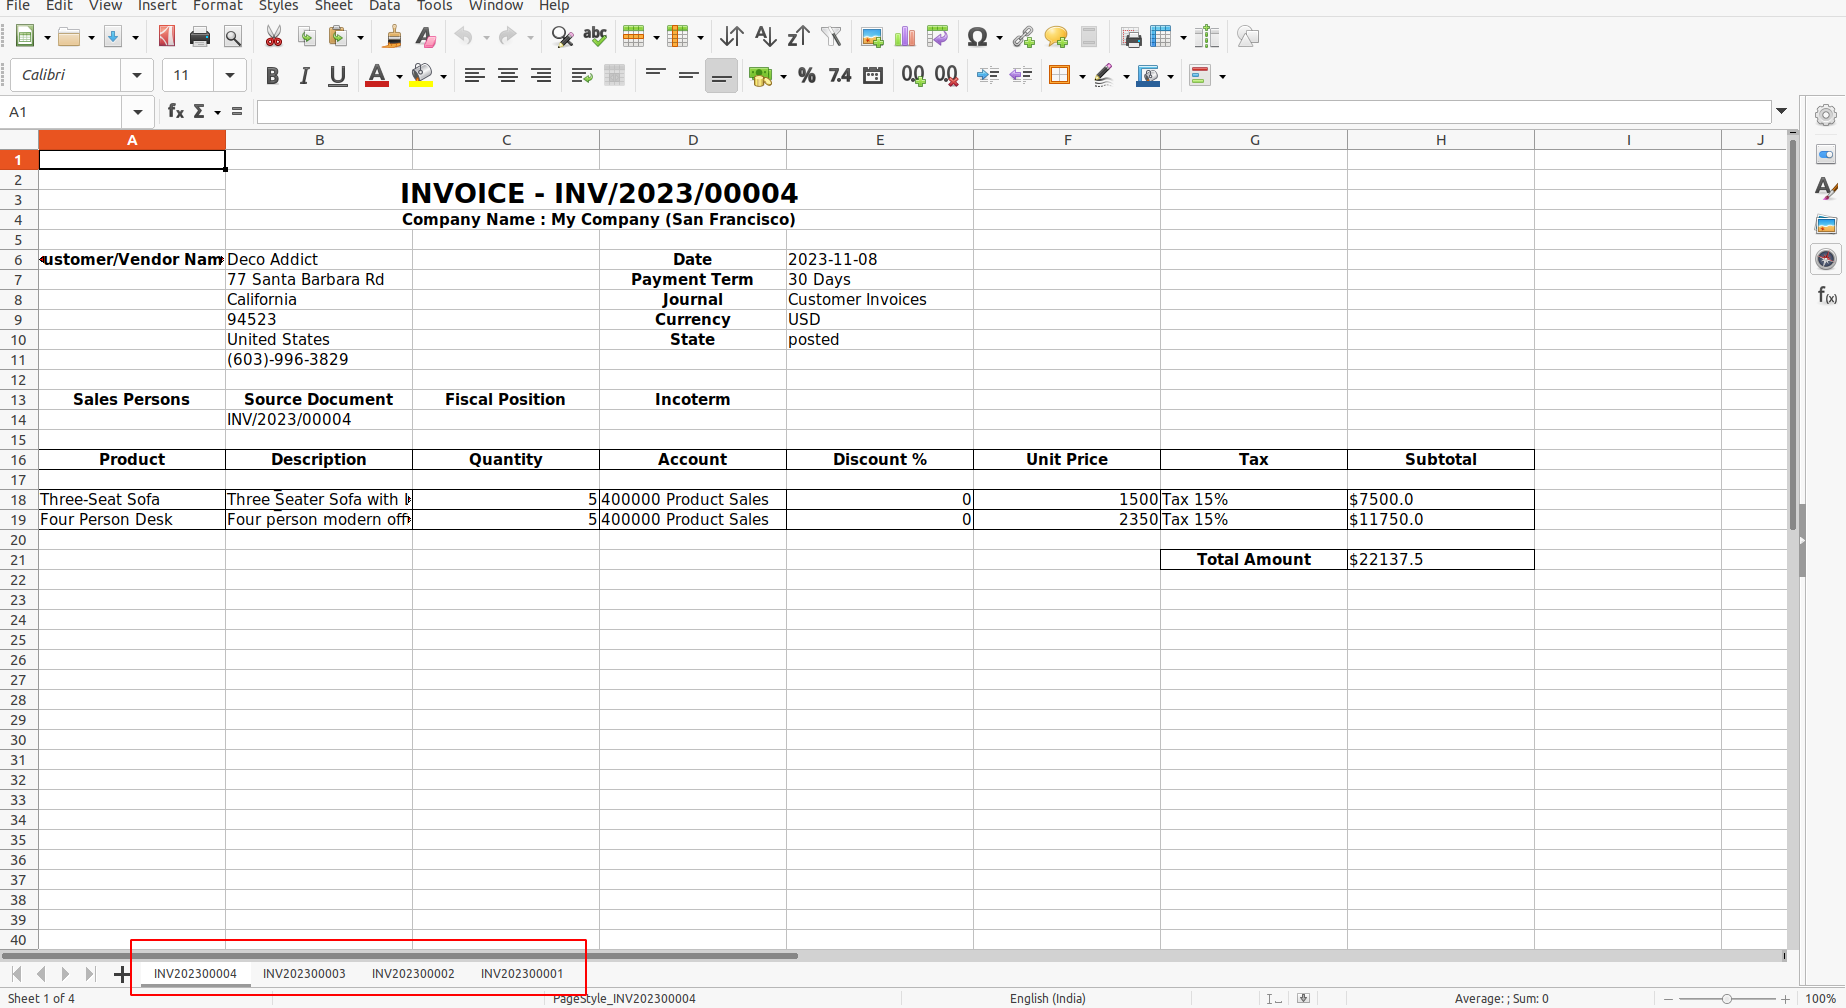 File Edit View Insert Format Styles Sheet Data Tools Window Help
abc
Calibri 11 B I U A % 7.4
A1 fx Σ =
A B C D E F G H I J
1
2
3 INVOICE - INV/2023/00004
4 Company Name : My Company (San Francisco)
5
6 ustomer/Vendor Nam Deco Addict Date 2023-11-08
7 77 Santa Barbara Rd Payment Term 30 Days
8 California Journal Customer Invoices
9 94523 Currency USD
10 United States State posted
11 (603)-996-3829
12
13 Sales Persons Source Document Fiscal Position Incoterm
14 INV/2023/00004
15
16 Product Description Quantity Account Discount % Unit Price Tax Subtotal
17
18 Three-Seat Sofa Three Seater Sofa with 5 400000 Product Sales 0 1500 Tax 15% $7500.0
19 Four Person Desk Four person modern off 5 400000 Product Sales 0 2350 Tax 15% $11750.0
20
21 Total Amount $22137.5
22
23
24
25
26
27
28
29
30
31
32
33
34
35
36
37
38
39
40
INV202300004 INV202300003 INV202300002 INV202300001
Sheet 1 of 4 PageStyle_INV202300004 English (India) Average: ; Sum: 0 100%